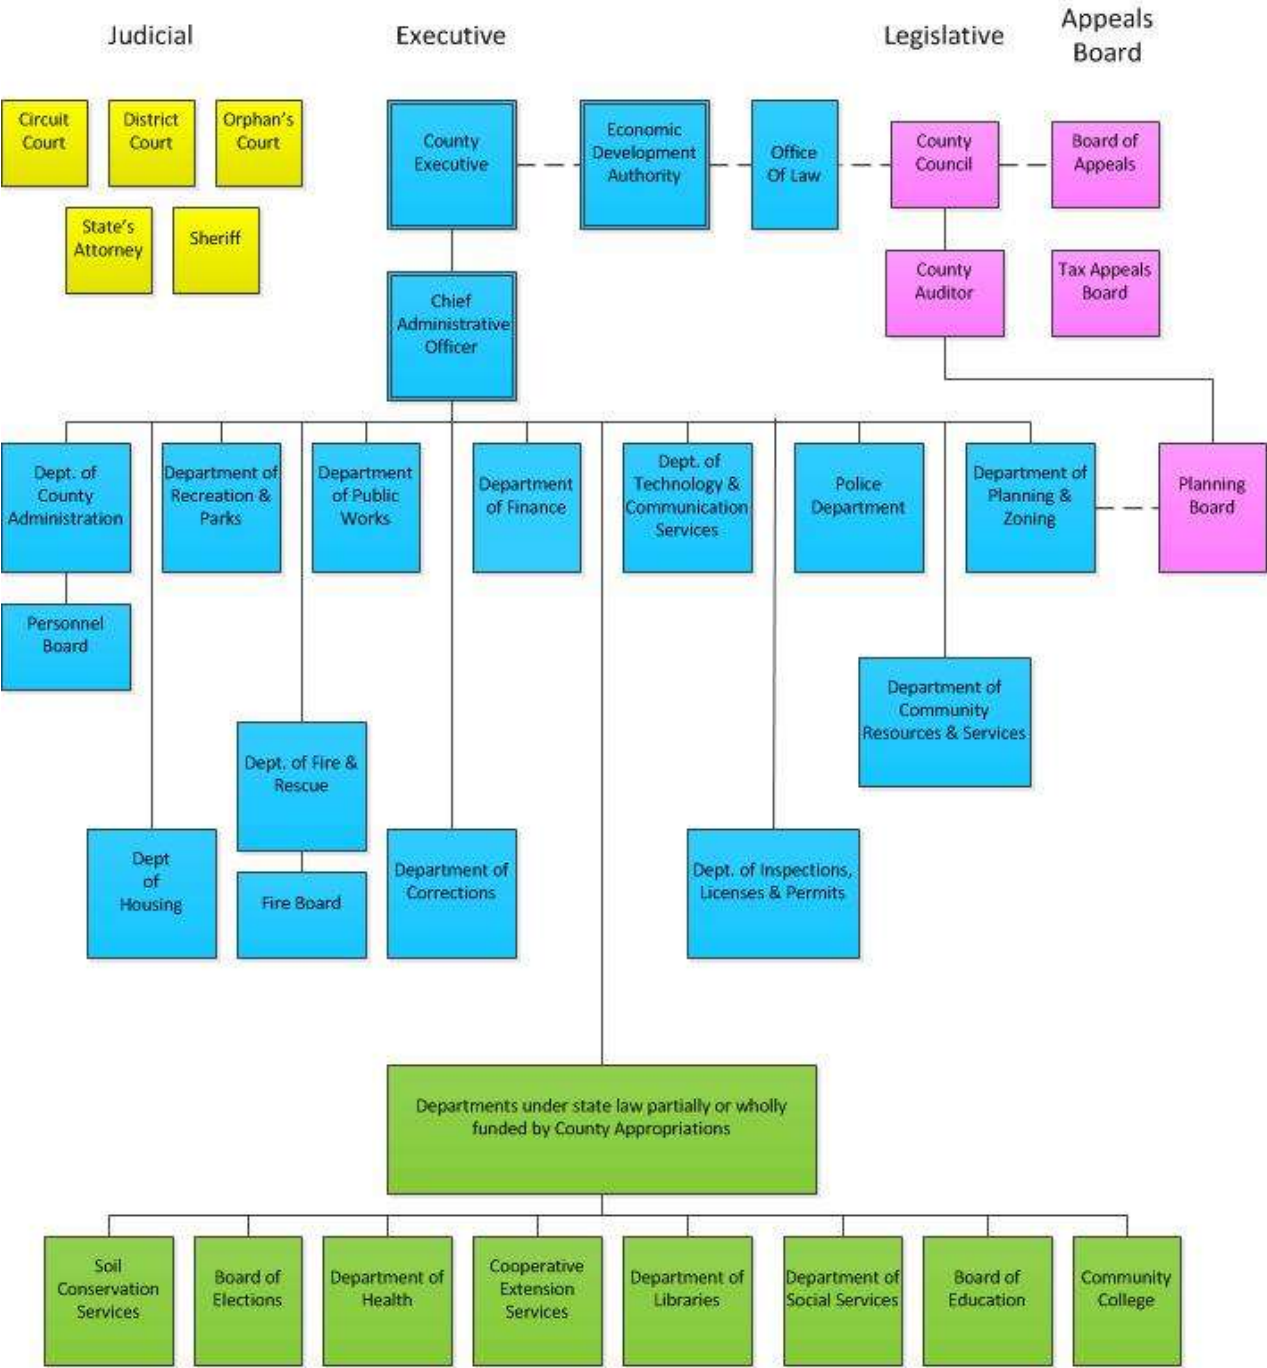 Judicial
Executive
Legislative
Appeals
Board
Circuit
Court
District
Court
Orphan's
Court
State's
Attorney
Sheriff
County
Executive
Economic
Development
Authority
Office
Of Law
County
Council
Board of
Appeals
Chief
Administrative
Officer
County
Auditor
Tax Appeals
Board
Dept. of
County
Administration
Department of
Recreation &
Parks
Department
of Public
Works
Department
of Finance
Dept. of
Technology &
Communication
Services
Police
Department
Department of
Planning &
Zoning
Planning
Board
Personnel
Board
Department of
Community
Resources & Services
Dept. of Fire &
Rescue
Dept
of
Housing
Fire Board
Department of
Corrections
Dept. of Inspections,
Licenses & Permits
Departments under state law partially or wholly
funded by County Appropriations
Soil
Conservation
Services
Board of
Elections
Department of
Health
Cooperative
Extension
Services
Department of
Libraries
Department of
Social Services
Board of
Education
Community
College